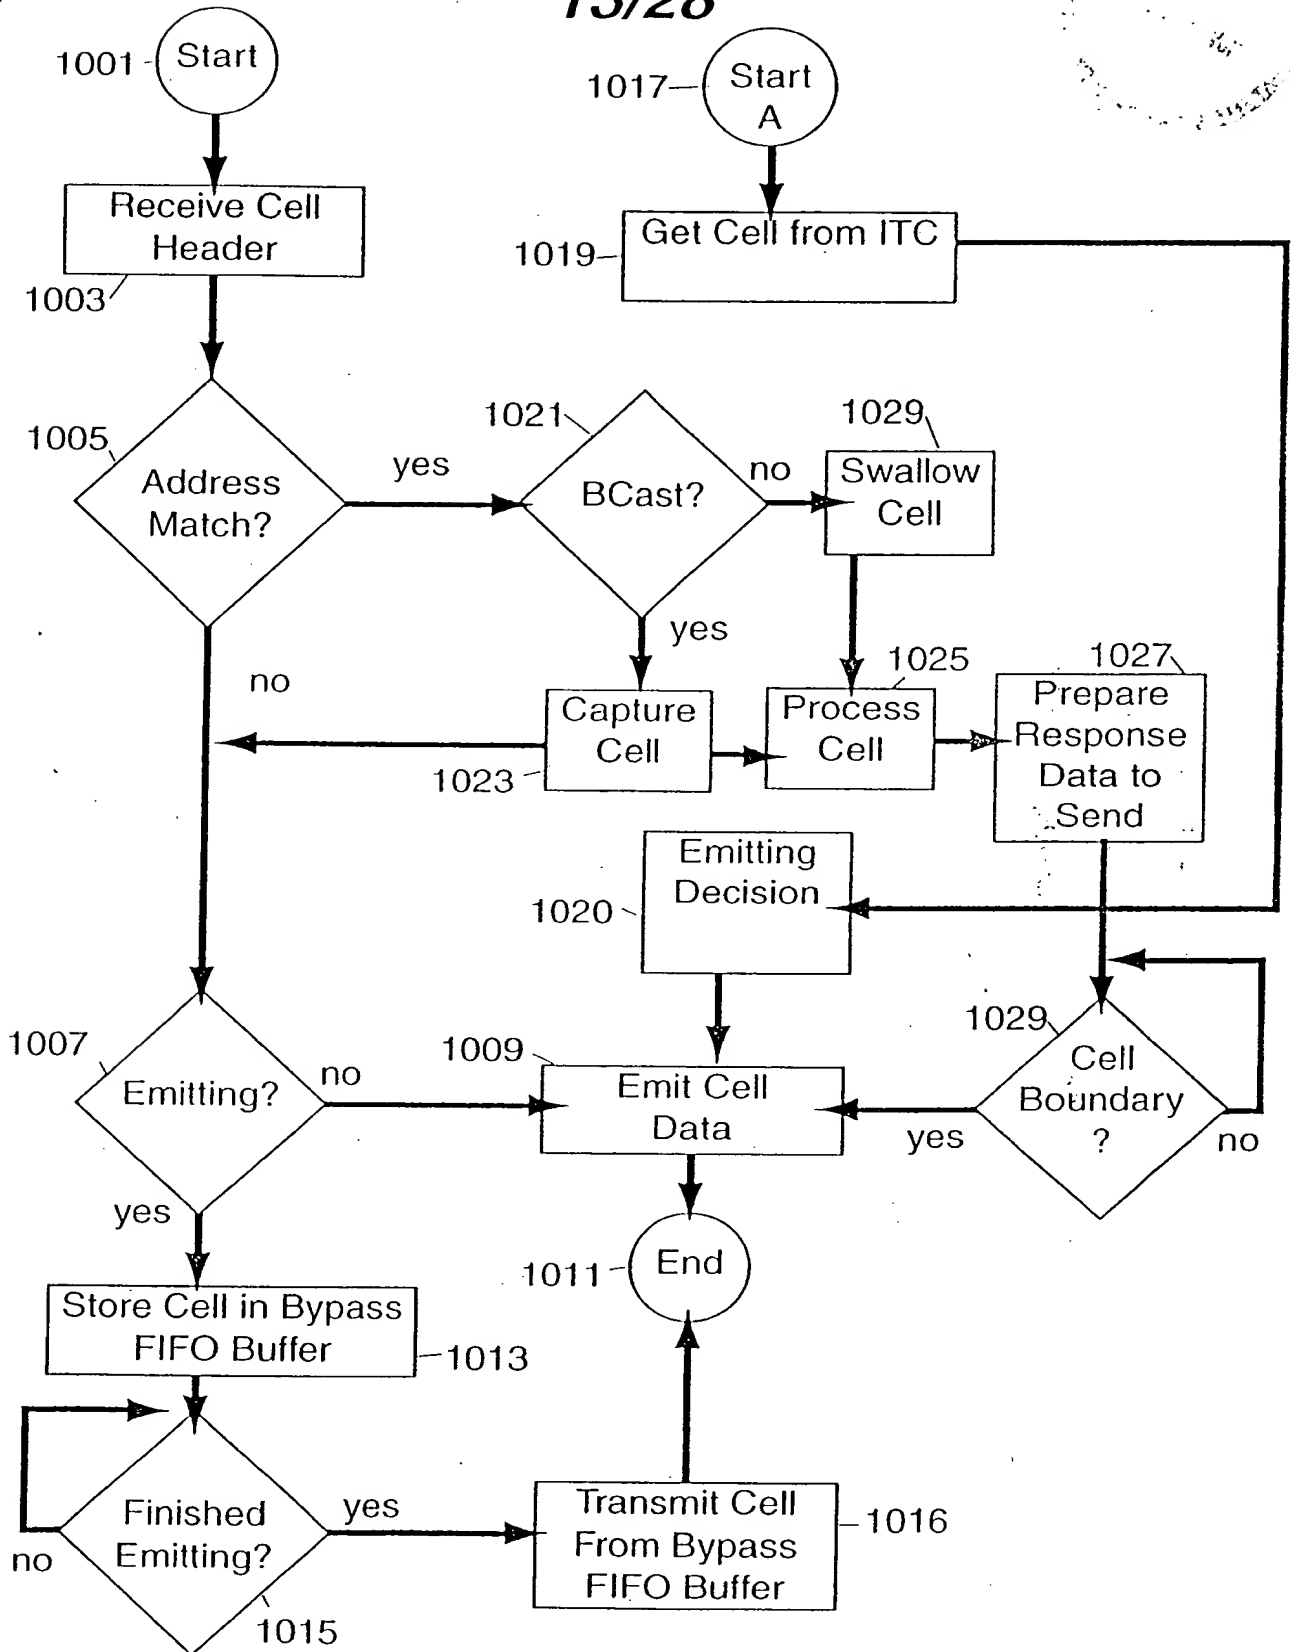 13/28
1001
Start
1017
Start
A
Receive Cell
Header
1003
1019
Get Cell from ITC
1005
Address
Match?
yes
1021
BCast?
no
1029
Swallow
Cell
yes
no
Capture
Cell
1023
1025
Process
Cell
1027
Prepare
Response
Data to
Send
Emitting
Decision
1020
1007
Emitting?
no
1009
Emit Cell
Data
1029
Cell
Boundary
?
yes
no
yes
1011
End
Store Cell in Bypass
FIFO Buffer
1013
Finished
Emitting?
yes
no
1015
Transmit Cell
From Bypass
FIFO Buffer
1016